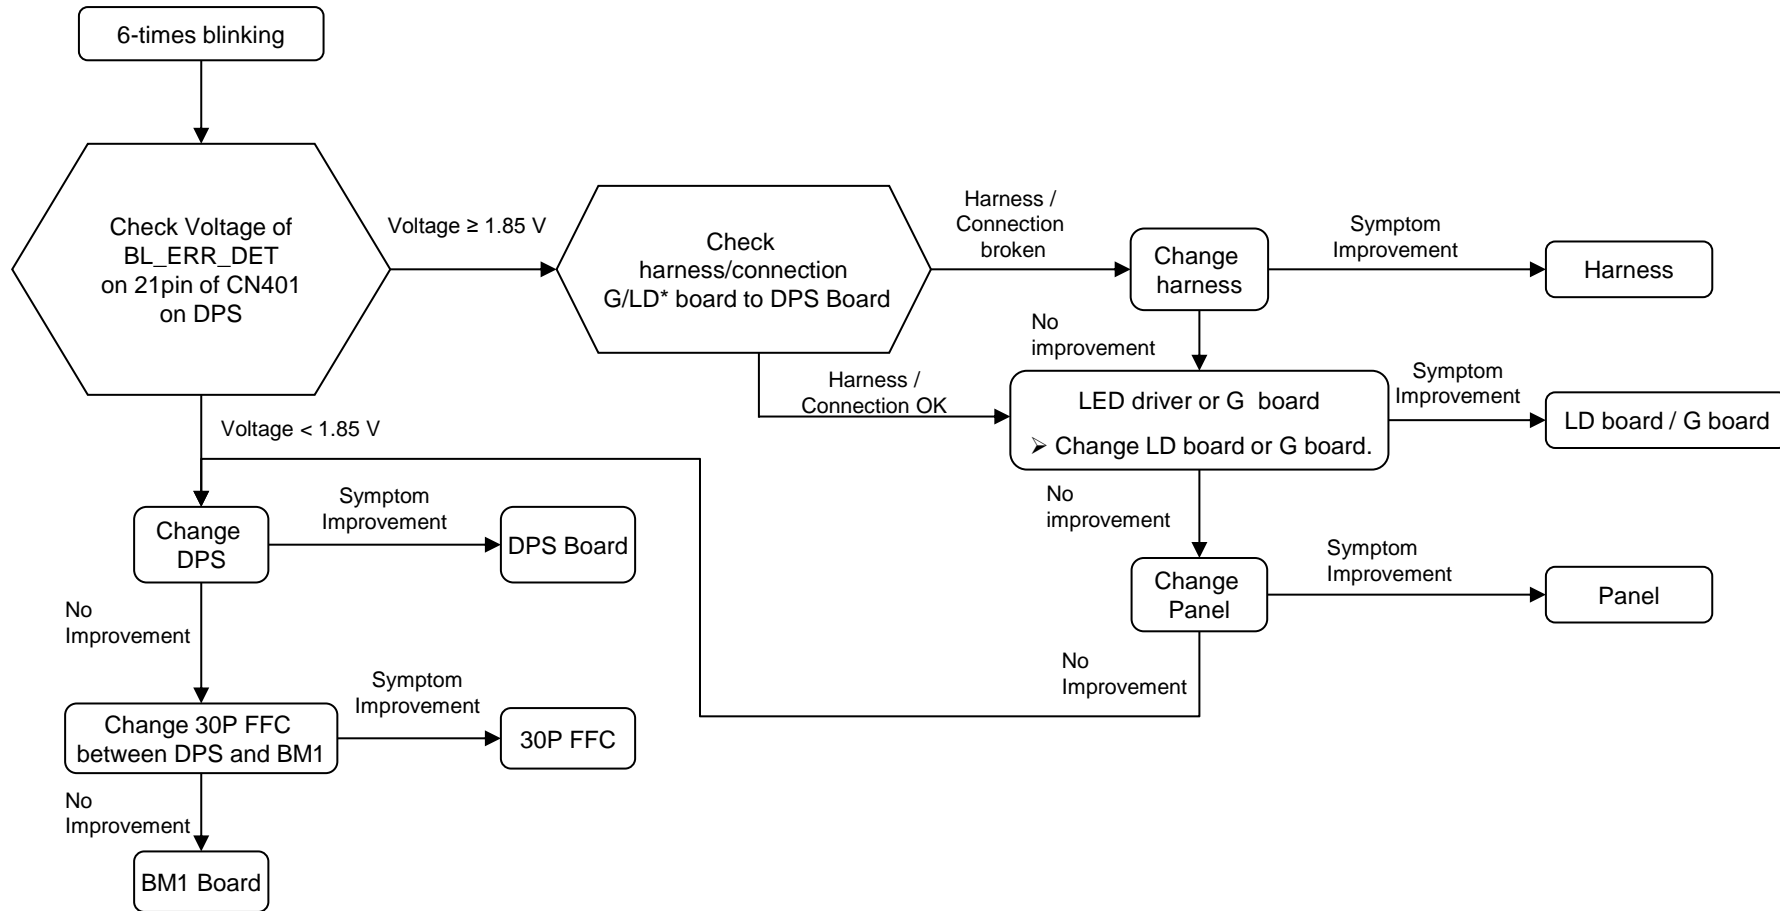 6-times blinking
Check Voltage of
BL_ERR_DET
on 21pin of CN401
on DPS
Voltage ≥ 1.85 V
Check
harness/connection
G/LD* board to DPS Board
Harness /
Connection
broken
Change
harness
Symptom
Improvement
Harness
No
improvement
Harness /
Connection OK
LED driver or G  board
➢ Change LD board or G board.
Symptom
Improvement
LD board / G board
Voltage < 1.85 V
No
improvement
Change
DPS
Symptom
Improvement
DPS Board
Change
Panel
Symptom
Improvement
Panel
No
Improvement
No
Improvement
Change 30P FFC
between DPS and BM1
Symptom
Improvement
30P FFC
No
Improvement
BM1 Board